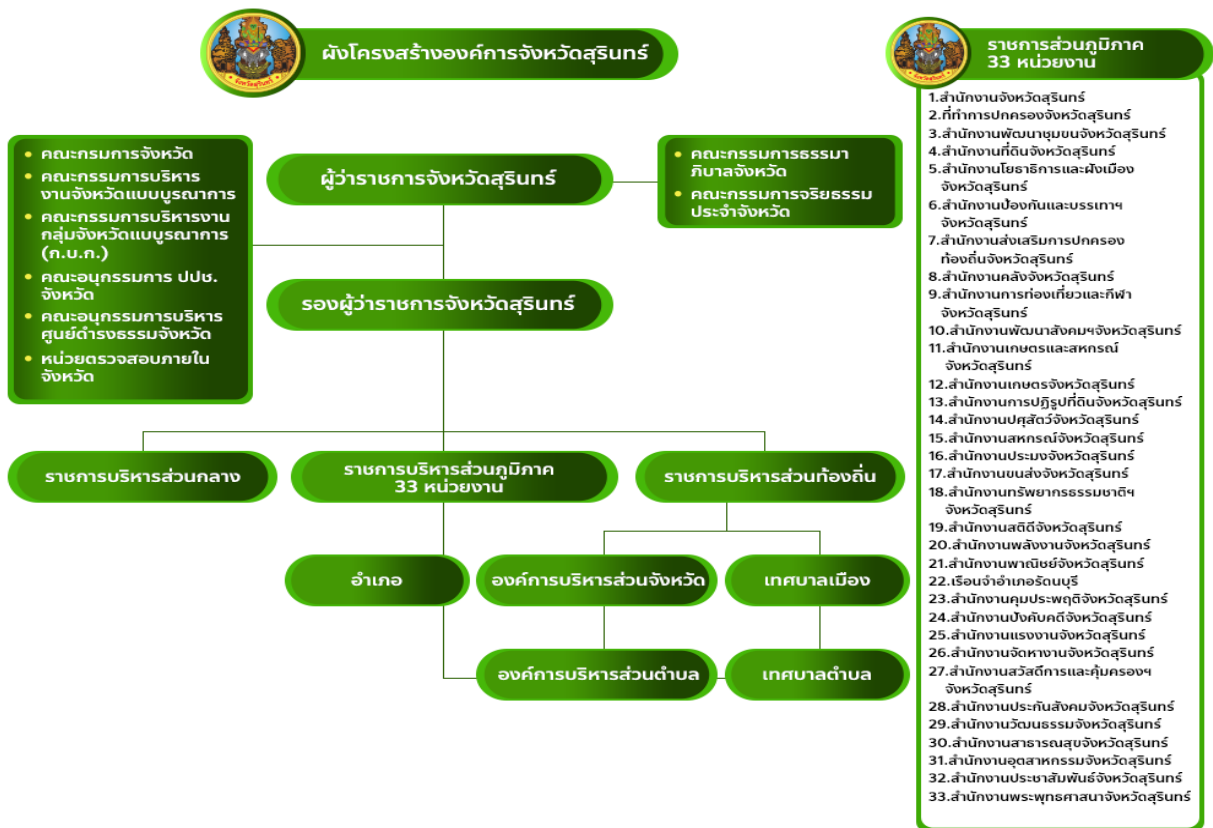 ผังโครงสร้างองค์การจังหวัดสุรินทร์
จังหวัดสุรินทร์
คณะกรมการจังหวัด
คณะกรรมการบริหาร
งานจังหวัดแบบบูรณาการ
คณะกรรมการบริหารงาน
กลุ่มจังหวัดแบบูรณาการ
(ก.บ.ก.)
คณะอนุกรรมการ ปปช.
จังหวัด
คณะอนุกรรมการบริหาร
ศูนย์ดำรงธรรมจังหวัด
หน่วยตรวจสอบภายใน
จังหวัด
ผู้ว่าราชการจังหวัดสุรินทร์
คณะกรรมการธรรมา
ภิบาลจังหวัด
คณะกรรมการจริยธรรม
ประจำจังหวัด
รองผู้ว่าราชการจังหวัดสุรินทร์
ราชการบริหารส่วนกลาง
ราชการบริหารส่วนภูมิภาค
33 หน่วยงาน
ราชการบริหารส่วนท้องถิ่น
อำเภอ
องค์การบริหารส่วนจังหวัด
เทศบาลเมือง
องค์การบริหารส่วนตำบล
เทศบาลตำบล
จังหวัดสุรินทร์
ราชการส่วนภูมิภาค
33 หน่วยงาน
1.สำนักงานจังหวัดสุรินทร์
2.ที่ทำการปกครองจังหวัดสุรินทร์
3.สำนักงานพัฒนาชุมชนจังหวัดสุรินทร์
4.สำนักงานที่ดินจังหวัดสุรินทร์
5.สำนักงานโยธาธิการและผังเมือง
จังหวัดสุรินทร์
6.สำนักงานป้องกันและบรรเทาฯ
จังหวัดสุรินทร์
7.สำนักงานส่งเสริมการปกครอง
ท้องถิ่นจังหวัดสุรินทร์
8.สำนักงานคลังจังหวัดสุรินทร์
9.สำนักงานการท่องเที่ยวและกีฬา
จังหวัดสุรินทร์
10.สำนักงานพัฒนาสังคมฯจังหวัดสุรินทร์
11.สำนักงานเกษตรและสหกรณ์
จังหวัดสุรินทร์
12.สำนักงานเกษตรจังหวัดสุรินทร์
13.สำนักงานการปฏิรูปที่ดินจังหวัดสุรินทร์
14.สำนักงานปศุสัตว์จังหวัดสุรินทร์
15.สำนักงานสหกรณ์จังหวัดสุรินทร์
16.สำนักงานประมงจังหวัดสุรินทร์
17.สำนักงานขนส่งจังหวัดสุรินทร์
18.สำนักงานทรัพยากรธรรมชาติฯ
จังหวัดสุรินทร์
19.สำนักงานสถิติจังหวัดสุรินทร์
20.สำนักงานพลังงานจังหวัดสุรินทร์
21.สำนักงานพาณิชย์จังหวัดสุรินทร์
22.เรือนจำอำเภอรัตนบุรี
23.สำนักงานคุมประพฤติจังหวัดสุรินทร์
24.สำนักงานบังคับคดีจังหวัดสุรินทร์
25.สำนักงานแรงงานจังหวัดสุรินทร์
26.สำนักงานจัดหางานจังหวัดสุรินทร์
27.สำนักงานสวัสดีการและคุ้มครองฯ
จังหวัดสุรินทร์
28.สำนักงานประกันสังคมจังหวัดสุรินทร์
29.สำนักงานวัฒนธรรมจังหวัดสุรินทร์
30.สำนักงานสาธารณสุขจังหวัดสุรินทร์
31.สำนักงานอุตสาหกรรมจังหวัดสุรินทร์
32.สำนักงานประชาสัมพันธ์จังหวัดสุรินทร์
33.สำนักงานพระพุทธศาสนาจังหวัดสุรินทร์